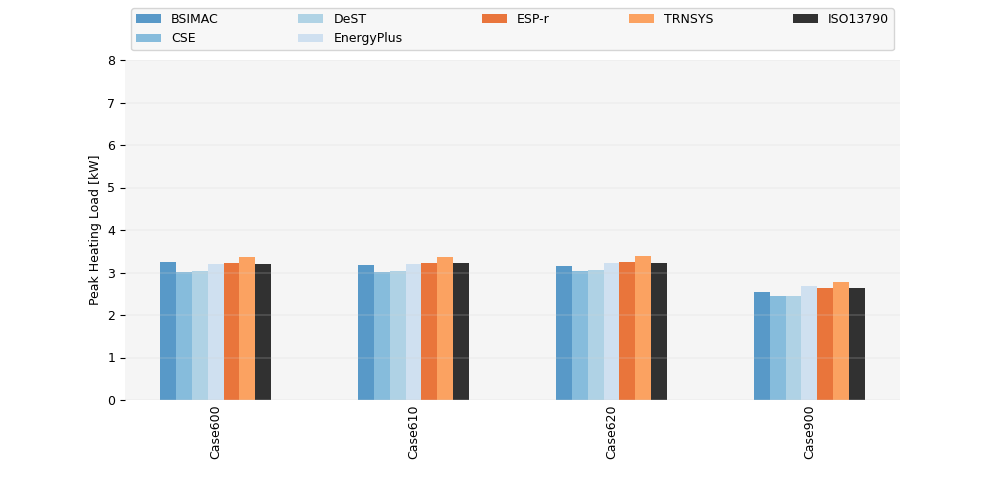 BSIMAC DeST ESP-r TRNSYS ISO13790
CSE EnergyPlus
8
7
6
5
4
3
2
1
0
Peak Heating Load [kW]
Case600 Case610 Case620 Case900